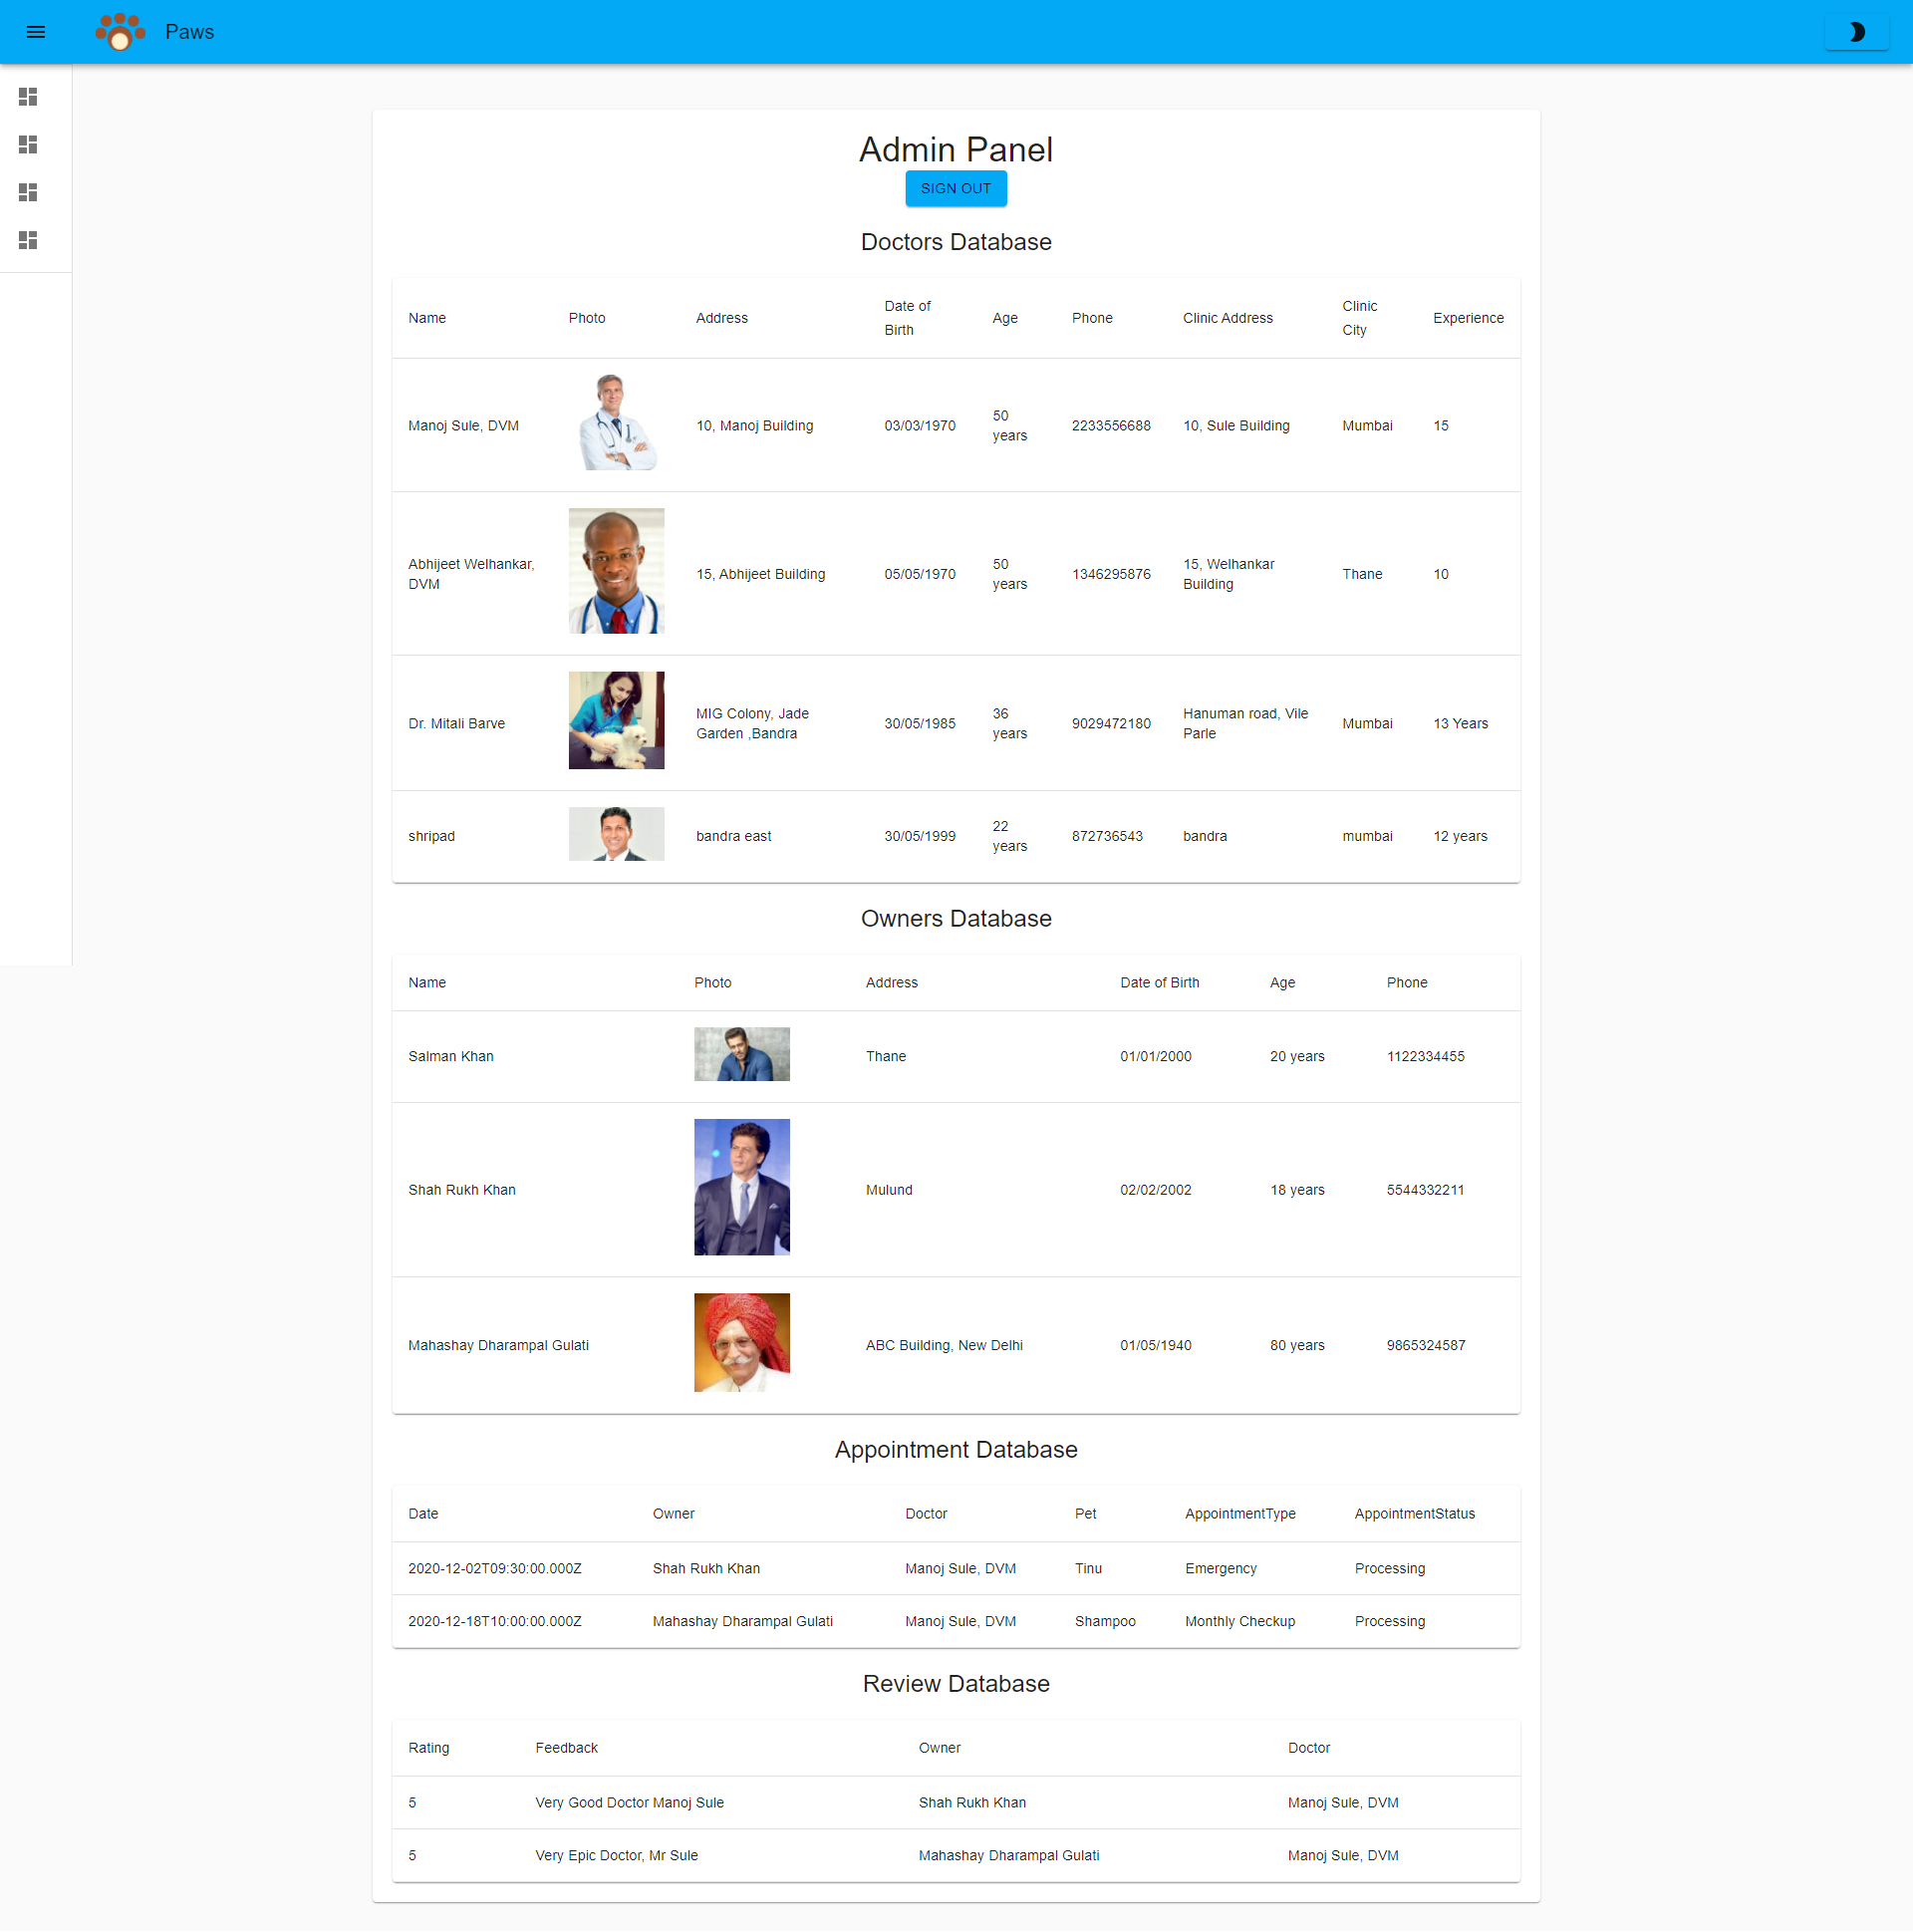 Paws
Admin Panel
SIGN OUT
Doctors Database
Name Photo Address Date of Birth Age Phone Clinic Address Clinic City Experience
Manoj Sule, DVM 10, Manoj Building 03/03/1970 50 years 2233556688 10, Sule Building Mumbai 15
Abhijeet Welhankar, DVM 15, Abhijeet Building 05/05/1970 50 years 1346295876 15, Welhankar Building Thane 10
Dr. Mitali Barve MIG Colony, Jade Garden ,Bandra 30/05/1985 36 years 9029472180 Hanuman road, Vile Parle Mumbai 13 Years
shripad bandra east 30/05/1999 22 years 872736543 bandra mumbai 12 years
Owners Database
Name Photo Address Date of Birth Age Phone
Salman Khan Thane 01/01/2000 20 years 1122334455
Shah Rukh Khan Mulund 02/02/2002 18 years 5544332211
Mahashay Dharampal Gulati ABC Building, New Delhi 01/05/1940 80 years 9865324587
Appointment Database
Date Owner Doctor Pet AppointmentType AppointmentStatus
2020-12-02T09:30:00.000Z Shah Rukh Khan Manoj Sule, DVM Tinu Emergency Processing
2020-12-18T10:00:00.000Z Mahashay Dharampal Gulati Manoj Sule, DVM Shampoo Monthly Checkup Processing
Review Database
Rating Feedback Owner Doctor
5 Very Good Doctor Manoj Sule Shah Rukh Khan Manoj Sule, DVM
5 Very Epic Doctor, Mr Sule Mahashay Dharampal Gulati Manoj Sule, DVM